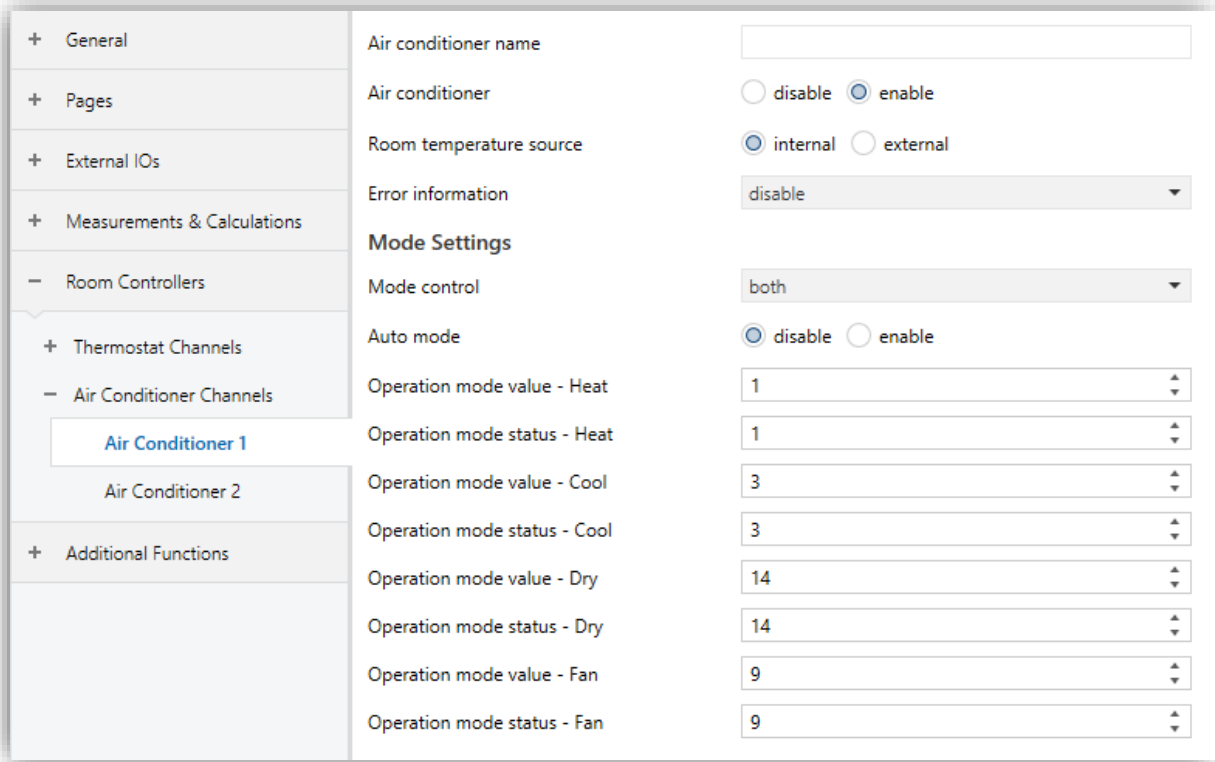 + General
+ Pages
+ External IOs
+ Measurements & Calculations
− Room Controllers
+ Thermostat Channels
− Air Conditioner Channels
Air Conditioner 1
Air Conditioner 2
+ Additional Functions
Air conditioner name
Air conditioner disable enable
Room temperature source internal external
Error information disable
Mode Settings
Mode control both
Auto mode disable enable
Operation mode value - Heat 1
Operation mode status - Heat 1
Operation mode value - Cool 3
Operation mode status - Cool 3
Operation mode value - Dry 14
Operation mode status - Dry 14
Operation mode value - Fan 9
Operation mode status - Fan 9